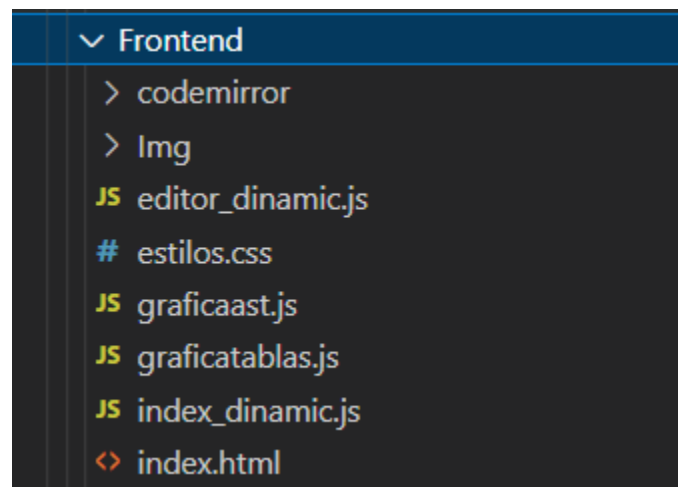 Frontend
codemirror
Img
JS editor_dinamic.js
# estilos.css
JS graficaast.js
JS graficatablas.js
JS index_dinamic.js
<> index.html